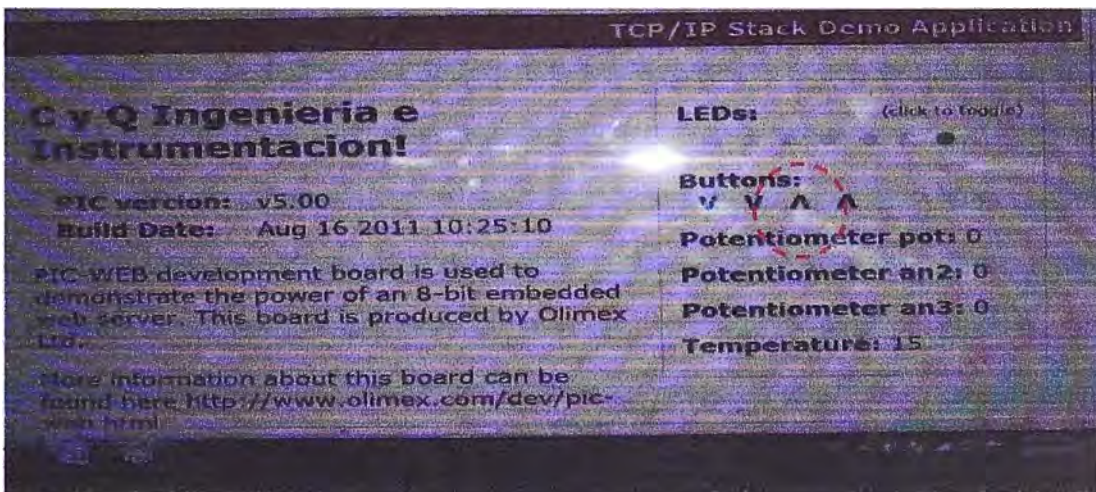 TCP/IP Stack Demo Application
C y Q Ingenieria e
Instrumentacion!
PIC vercion: v5.00
Build Date: Aug 16 2011 10:25:10
PIC-WEB development board is used to
demonstrate the power of an 8-bit embedded
web server. This board is produced by Olimex
Ltd.
More information about this board can be
found here http://www.olimex.com/dev/pic-
web.html
LEDs: (click to toggle)
Buttons:
V V Λ Λ
Potentiometer pot: 0
Potentiometer an2: 0
Potentiometer an3: 0
Temperature: 15